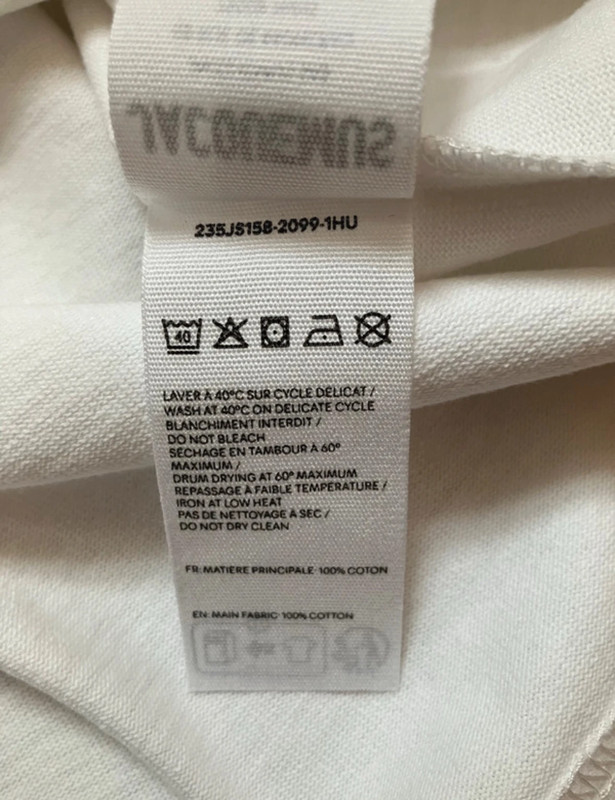 JACQUEMUS
235JS158-2099-1HU
40
LAVER À 40°C SUR CYCLE DELICAT /
WASH AT 40°C ON DELICATE CYCLE
BLANCHIMENT INTERDIT /
DO NOT BLEACH
SECHAGE EN TAMBOUR À 60°
MAXIMUM /
DRUM DRYING AT 60° MAXIMUM
REPASSAGE À FAIBLE TEMPERATURE /
IRON AT LOW HEAT
PAS DE NETTOYAGE À SEC /
DO NOT DRY CLEAN
FR: MATIERE PRINCIPALE 100% COTON
EN: MAIN FABRIC 100% COTTON